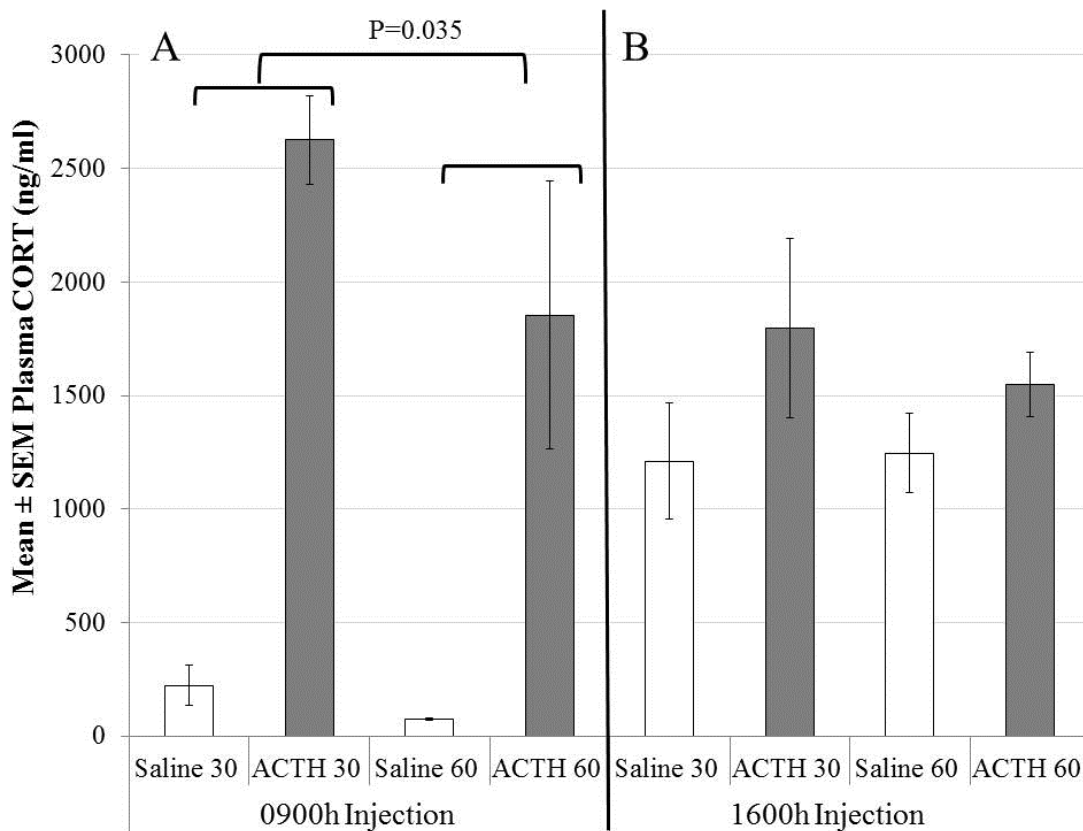 P=0.035
A
B
Mean ± SEM Plasma CORT (ng/ml)
3000
2500
2000
1500
1000
500
0
Saline 30 ACTH 30 Saline 60 ACTH 60 Saline 30 ACTH 30 Saline 60 ACTH 60
0900h Injection 1600h Injection